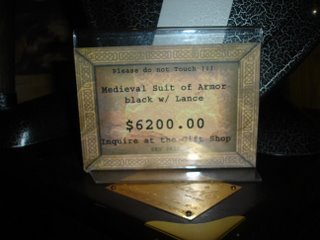 Please do not Touch !!!
Medieval Suit of Armor
black w/ Lance
$6200.00
Inquire at the Gift Shop